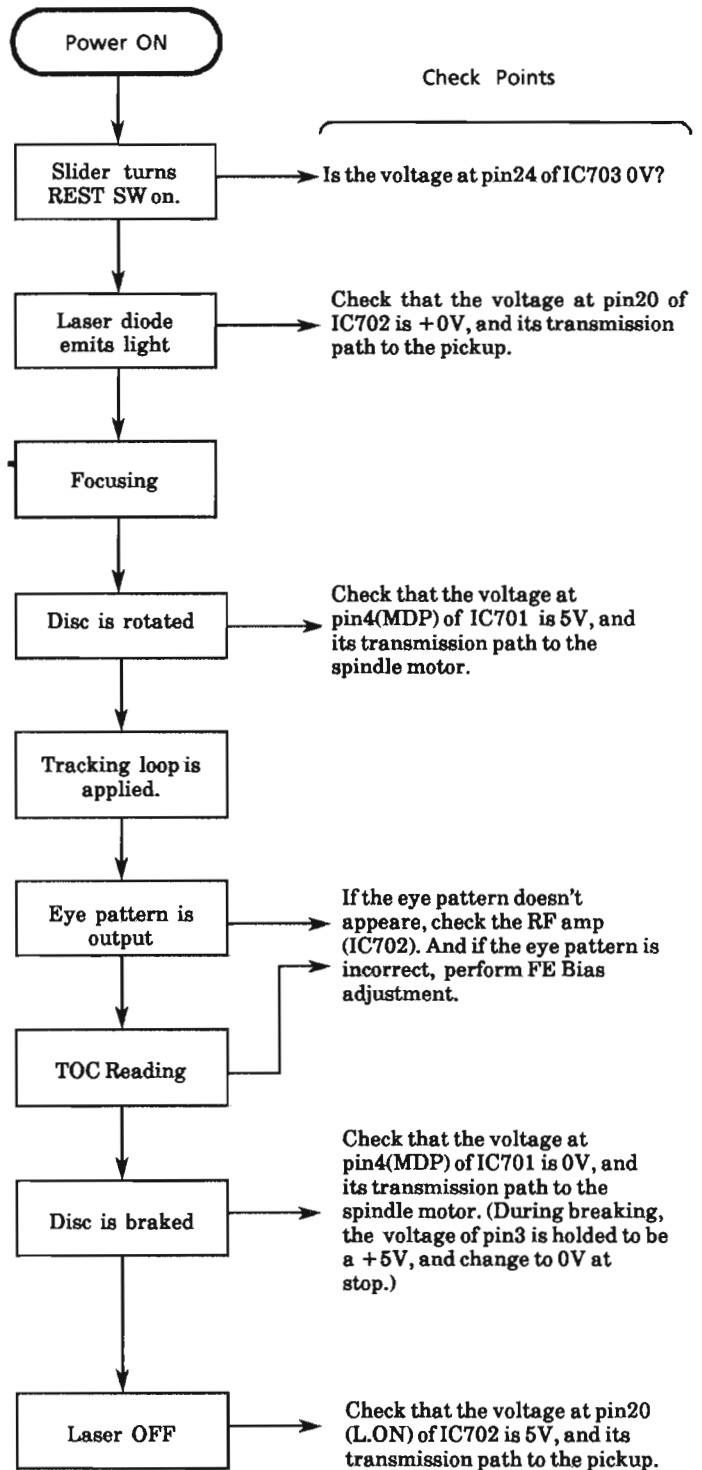 Power ON
Check Points
Slider turns
REST SW on.
Is the voltage at pin24 of IC703 0V?
Laser diode
emits light
Check that the voltage at pin20 of
IC702 is +0V, and its transmission
path to the pickup.
Focusing
Disc is rotated
Check that the voltage at
pin4(MDP) of IC701 is 5V, and
its transmission path to the
spindle motor.
Tracking loop is
applied.
Eye pattern is
output
If the eye pattern doesn't
appeare, check the RF amp
(IC702). And if the eye pattern is
incorrect, perform FE Bias
adjustment.
TOC Reading
Disc is braked
Check that the voltage at
pin4(MDP) of IC701 is 0V, and
its transmission path to the
spindle motor. (During breaking,
the voltage of pin3 is holded to be
a +5V, and change to 0V at
stop.)
Laser OFF
Check that the voltage at pin20
(L.ON) of IC702 is 5V, and its
transmission path to the pickup.